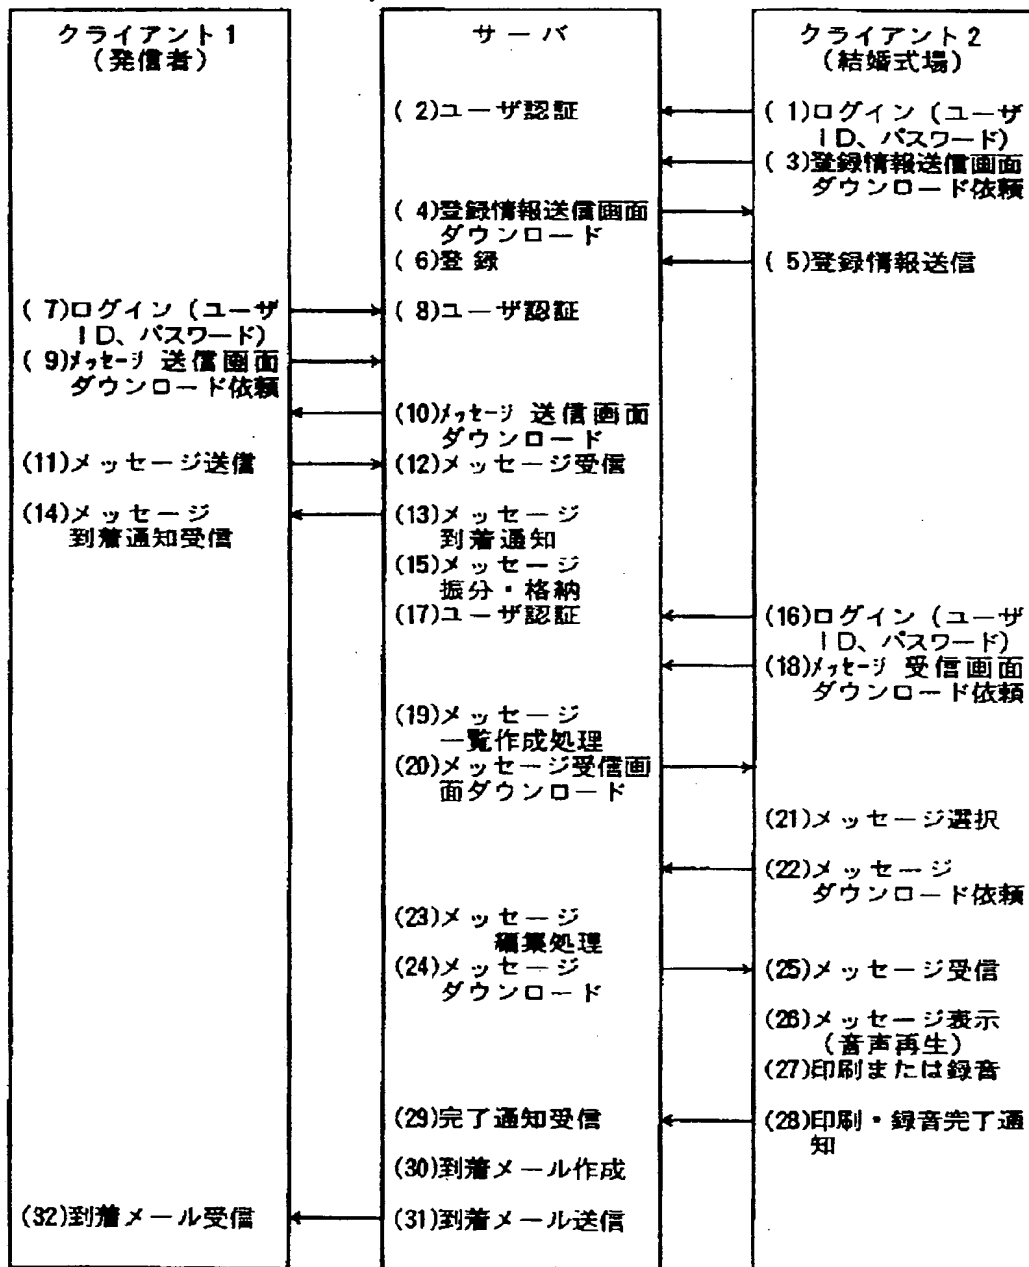 クライアント1
(発信者)
サーバ
クライアント2
(結婚式場)
( 2)ユーザ認証
( 1)ログイン (ユーザ
ID、パスワード)
( 3)登録情報送信画面
ダウンロード依頼
( 4)登録情報送信画面
ダウンロード
( 6)登 録
( 5)登録情報送信
( 7)ログイン (ユーザ
ID、パスワード)
( 8)ユーザ認証
( 9)メッセージ 送信画面
ダウンロード依頼
(10)メッセージ 送信画面
ダウンロード
(11)メッセージ送信
(12)メッセージ受信
(14)メッセージ
到着通知受信
(13)メッセージ
到着通知
(15)メッセージ
振分・格納
(17)ユーザ認証
(16)ログイン (ユーザ
ID、パスワード)
(18)メッセージ 受信画面
ダウンロード依頼
(19)メッセージ
一覧作成処理
(20)メッセージ受信画
面ダウンロード
(21)メッセージ選択
(22)メッセージ
ダウンロード依頼
(23)メッセージ
編集処理
(24)メッセージ
ダウンロード
(25)メッセージ受信
(26)メッセージ表示
(音声再生)
(27)印刷または録音
(29)完了通知受信
(28)印刷・録音完了通
知
(30)到着メール作成
(32)到着メール受信
(31)到着メール送信